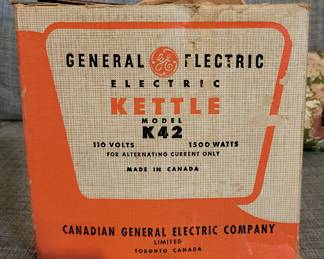 GENERAL GE ELECTRIC
ELECTRIC
KETTLE
MODEL
K42
110 VOLTS 1500 WATTS
FOR ALTERNATING CURRENT ONLY
MADE IN CANADA
CANADIAN GENERAL ELECTRIC COMPANY
LIMITED
TORONTO CANADA